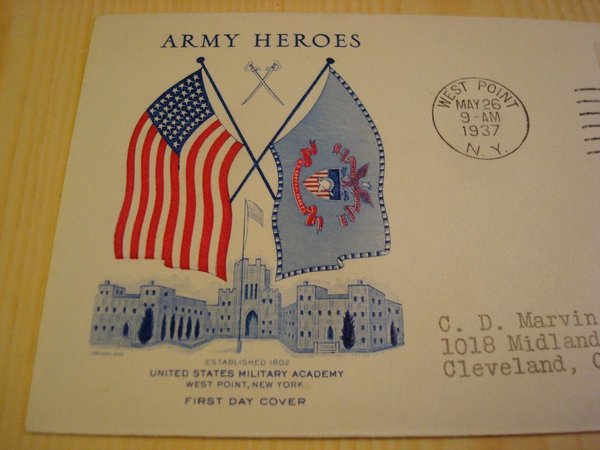 ARMY HEROES
WEST POINT
MAY 26
9-AM
1937
N. Y.
ESTABLISHED 1802
UNITED STATES MILITARY ACADEMY
WEST POINT, NEW YORK
FIRST DAY COVER
C. D. Marvin
1018 Midland
Cleveland,